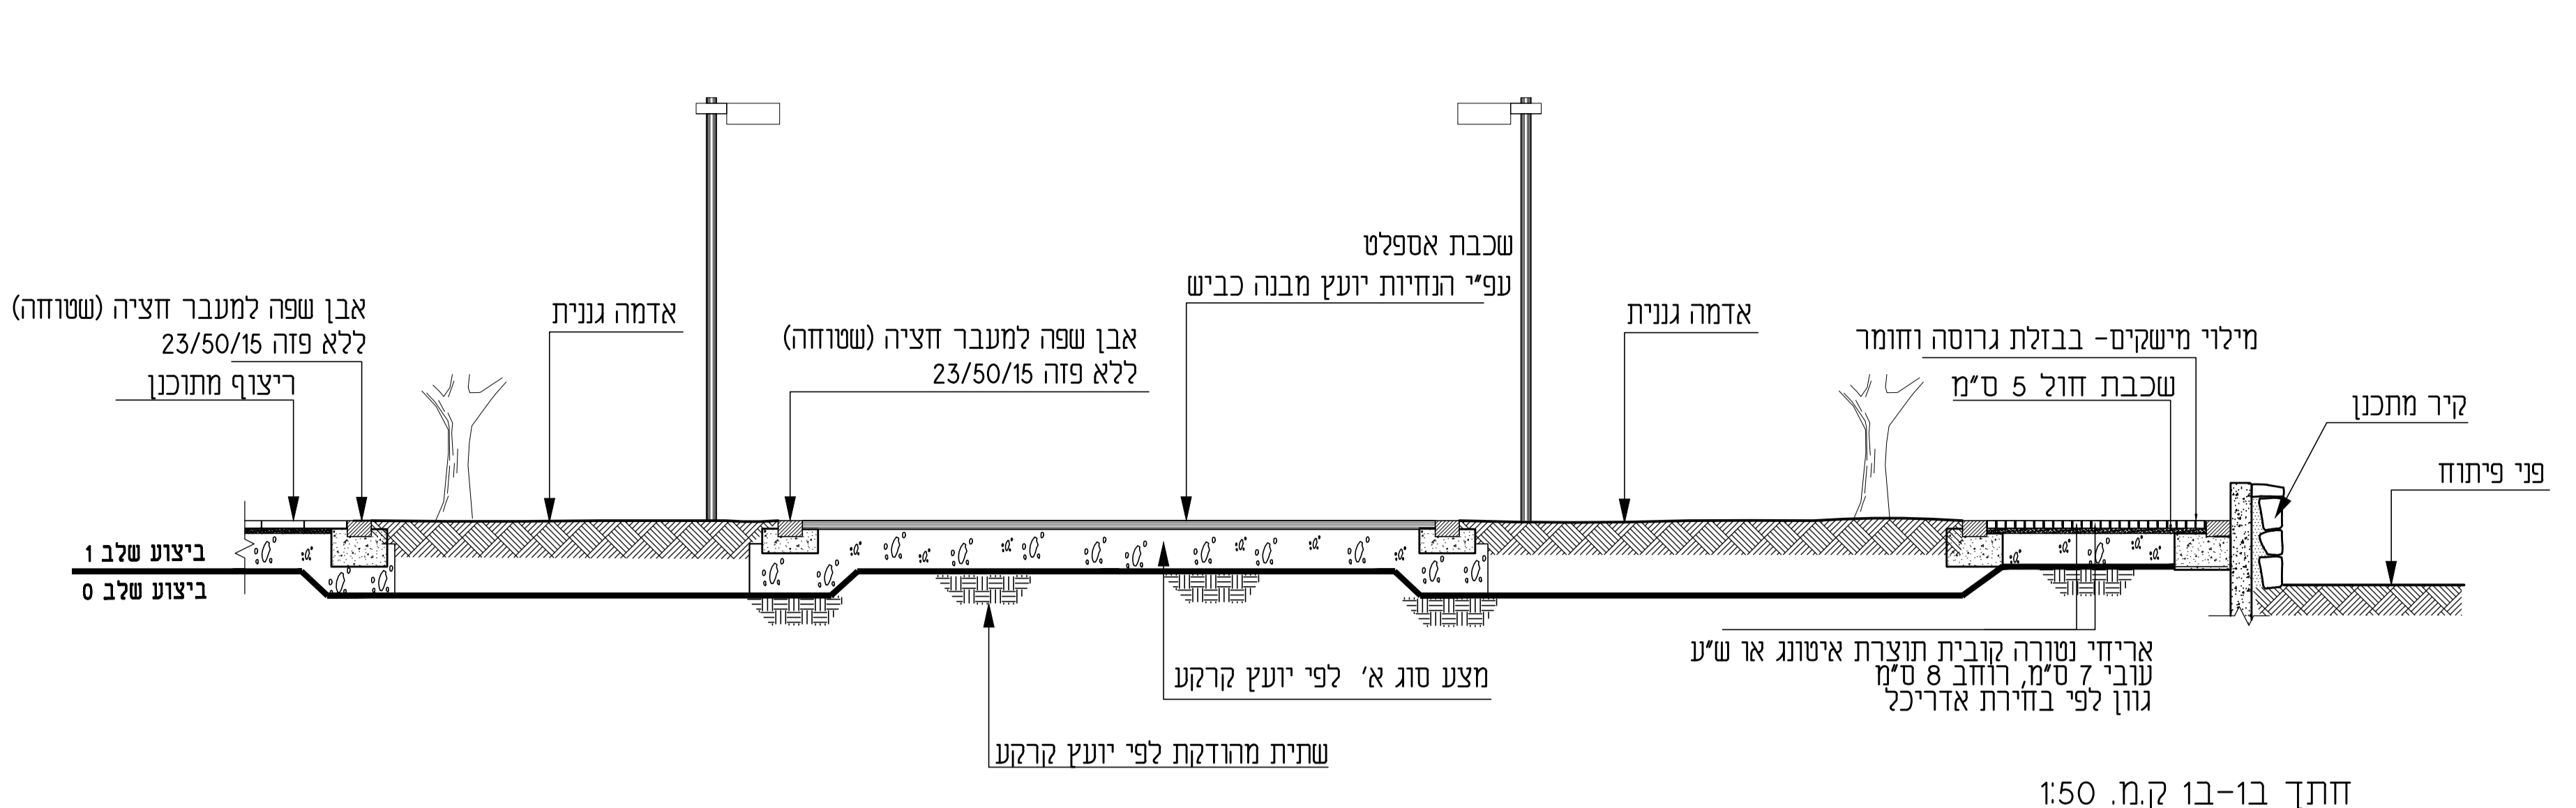 שכבת אספלט
עפ"י הנחיות יועץ מבנה כביש
אבן שפה למעבר חציה (שטוחה)
ללא פזה 23/50/15
ריצוף מתוכנן
אדמה גננית
אבן שפה למעבר חציה (שטוחה)
ללא פזה 23/50/15
אדמה גננית
מילוי מישקים- בבזלת גרוסה וחומר
שכבת חול 5 ס"מ
קיר מתכנן
פני פיתוח
ביצוע שלב 1
ביצוע שלב 0
מצע סוג א' לפי יועץ קרקע
שתית מהודקת לפי יועץ קרקע
אריחי נטורה קובית תוצרת איטונג או ש"ע
עובי 7 ס"מ, רוחב 8 ס"מ
גוון לפי בחירת אדריכל
חתך ב1-ב1 ק.מ. 1:50